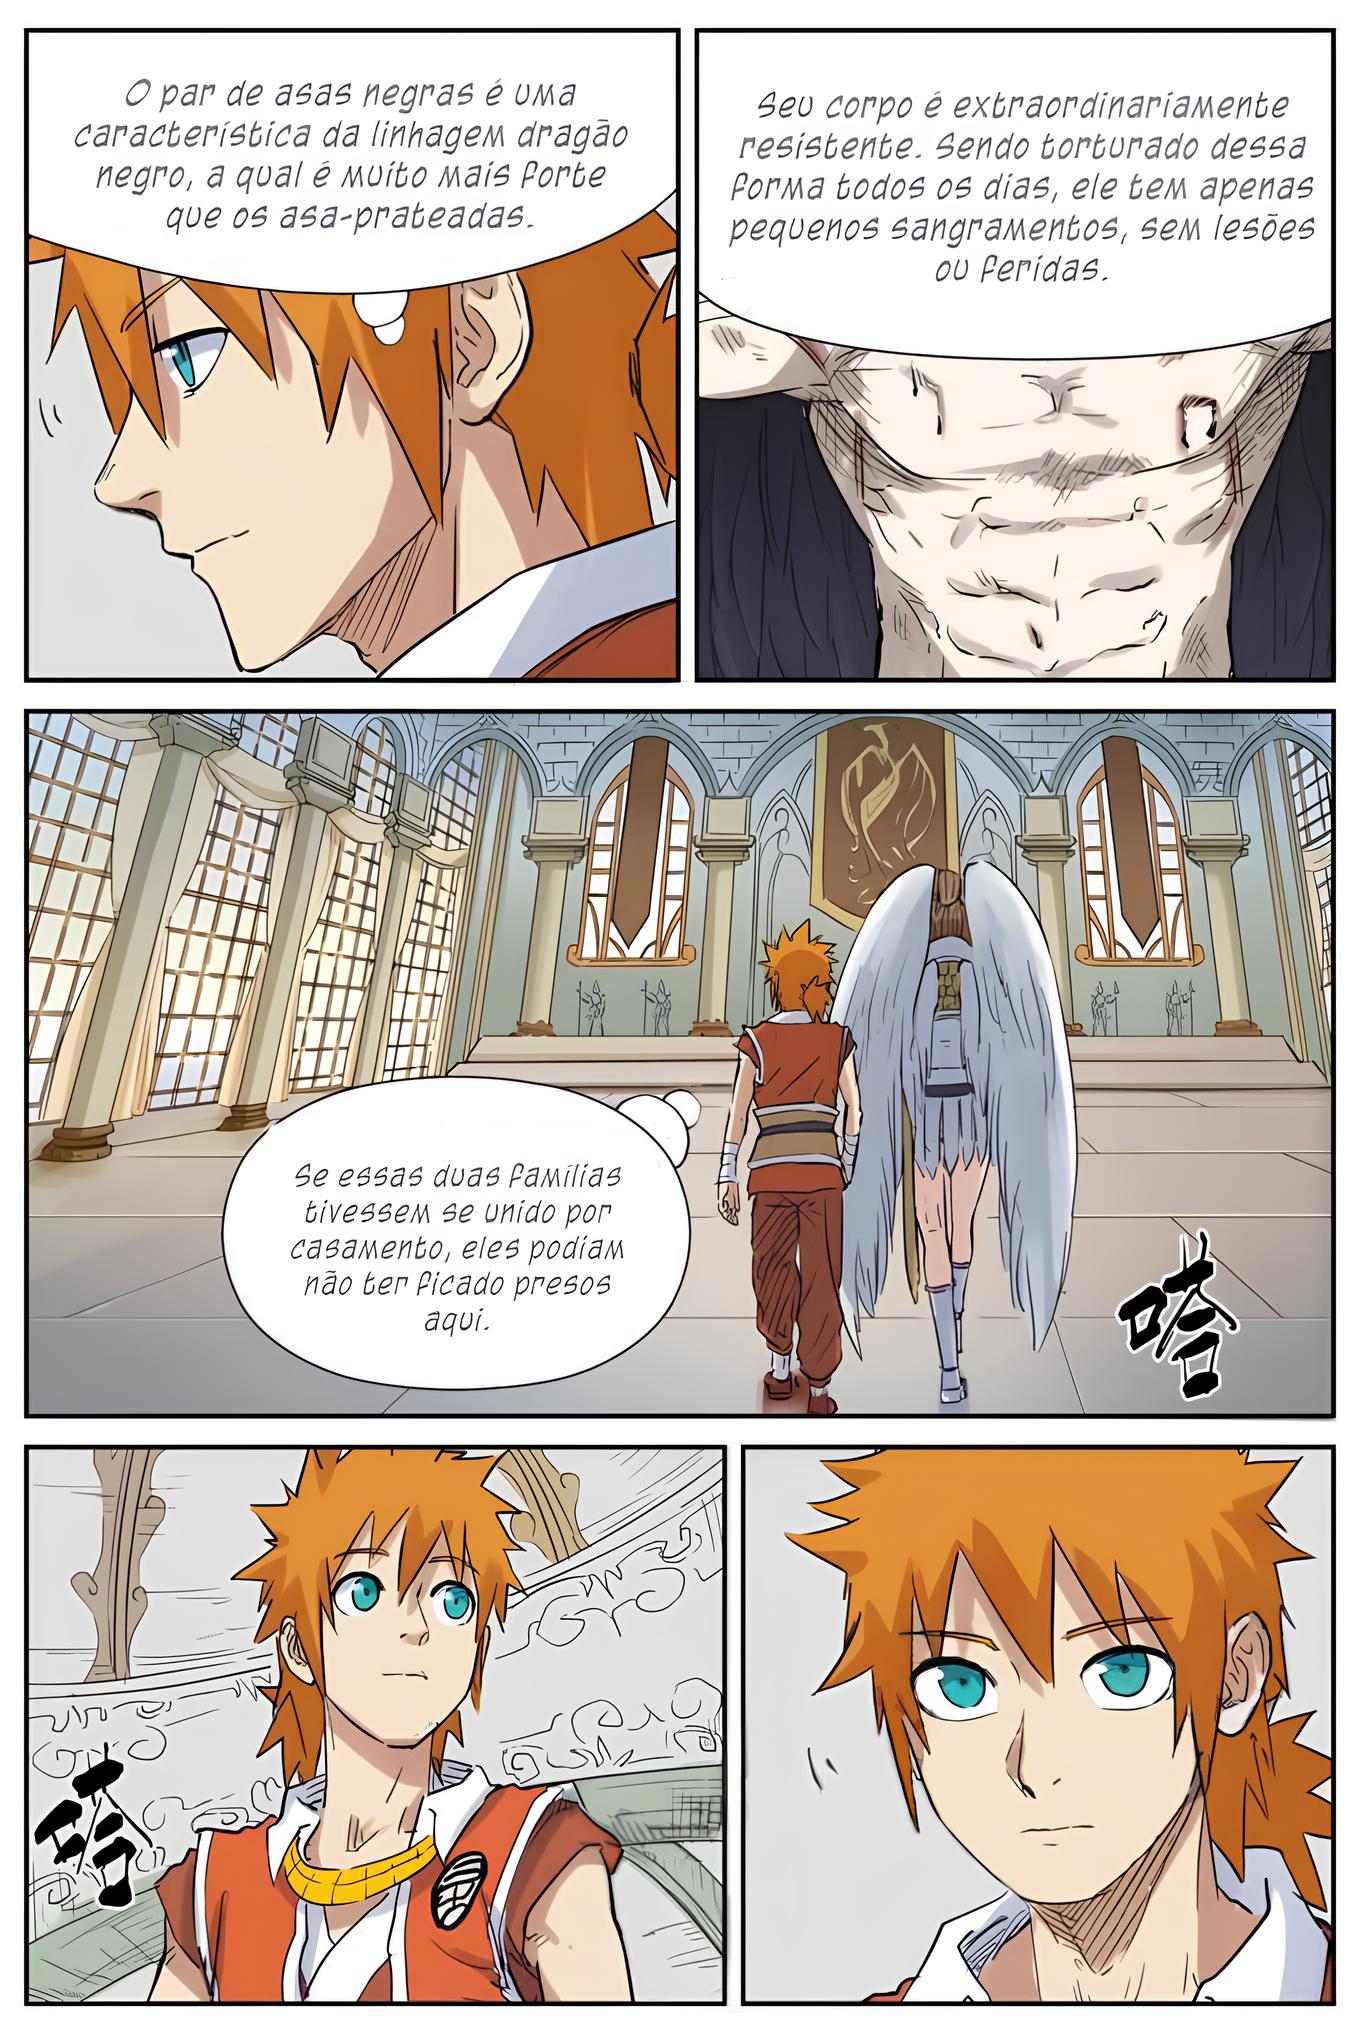 O par de asas negras é uma
característica da linhagem dragão
negro, a qual é muito mais forte
que os asa-prateadas.
Seu corpo é extraordinariamente
resistente. Sendo torturado dessa
forma todos os dias, ele tem apenas
pequenos sangramentos, sem lesões
ou feridas.
Se essas duas famílias
tivessem se unido por
casamento, eles podiam
não ter ficado presos
aqui.
嗒
嗒